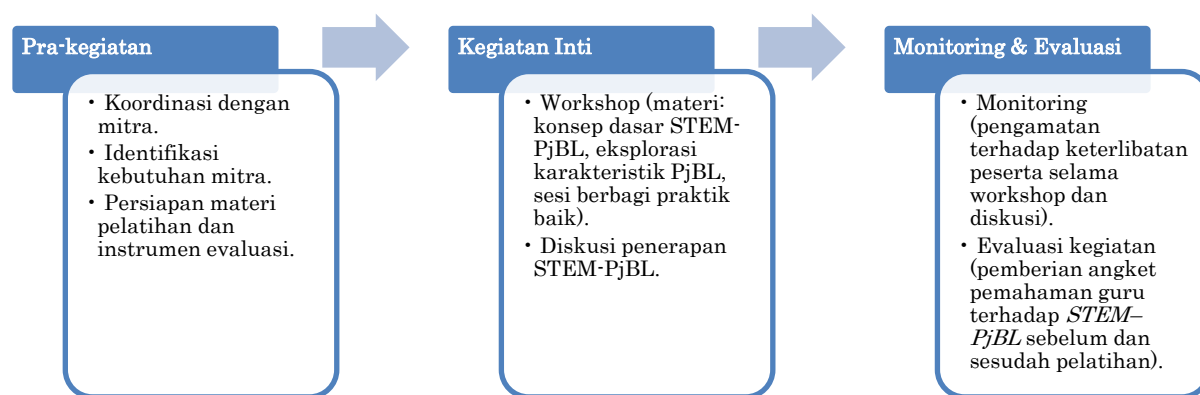 Pra-kegiatan
• Koordinasi dengan
mitra.
• Identifikasi
kebutuhan mitra.
• Persiapan materi
pelatihan dan
instrumen evaluasi.
Kegiatan Inti
• Workshop (materi:
konsep dasar STEM-
PjBL, eksplorasi
karakteristik PjBL,
sesi berbagi praktik
baik).
• Diskusi penerapan
STEM-PjBL.
Monitoring & Evaluasi
• Monitoring
(pengamatan
terhadap keterlibatan
peserta selama
workshop dan
diskusi).
• Evaluasi kegiatan
(pemberian angket
pemahaman guru
terhadap STEM–
PjBL sebelum dan
sesudah pelatihan).